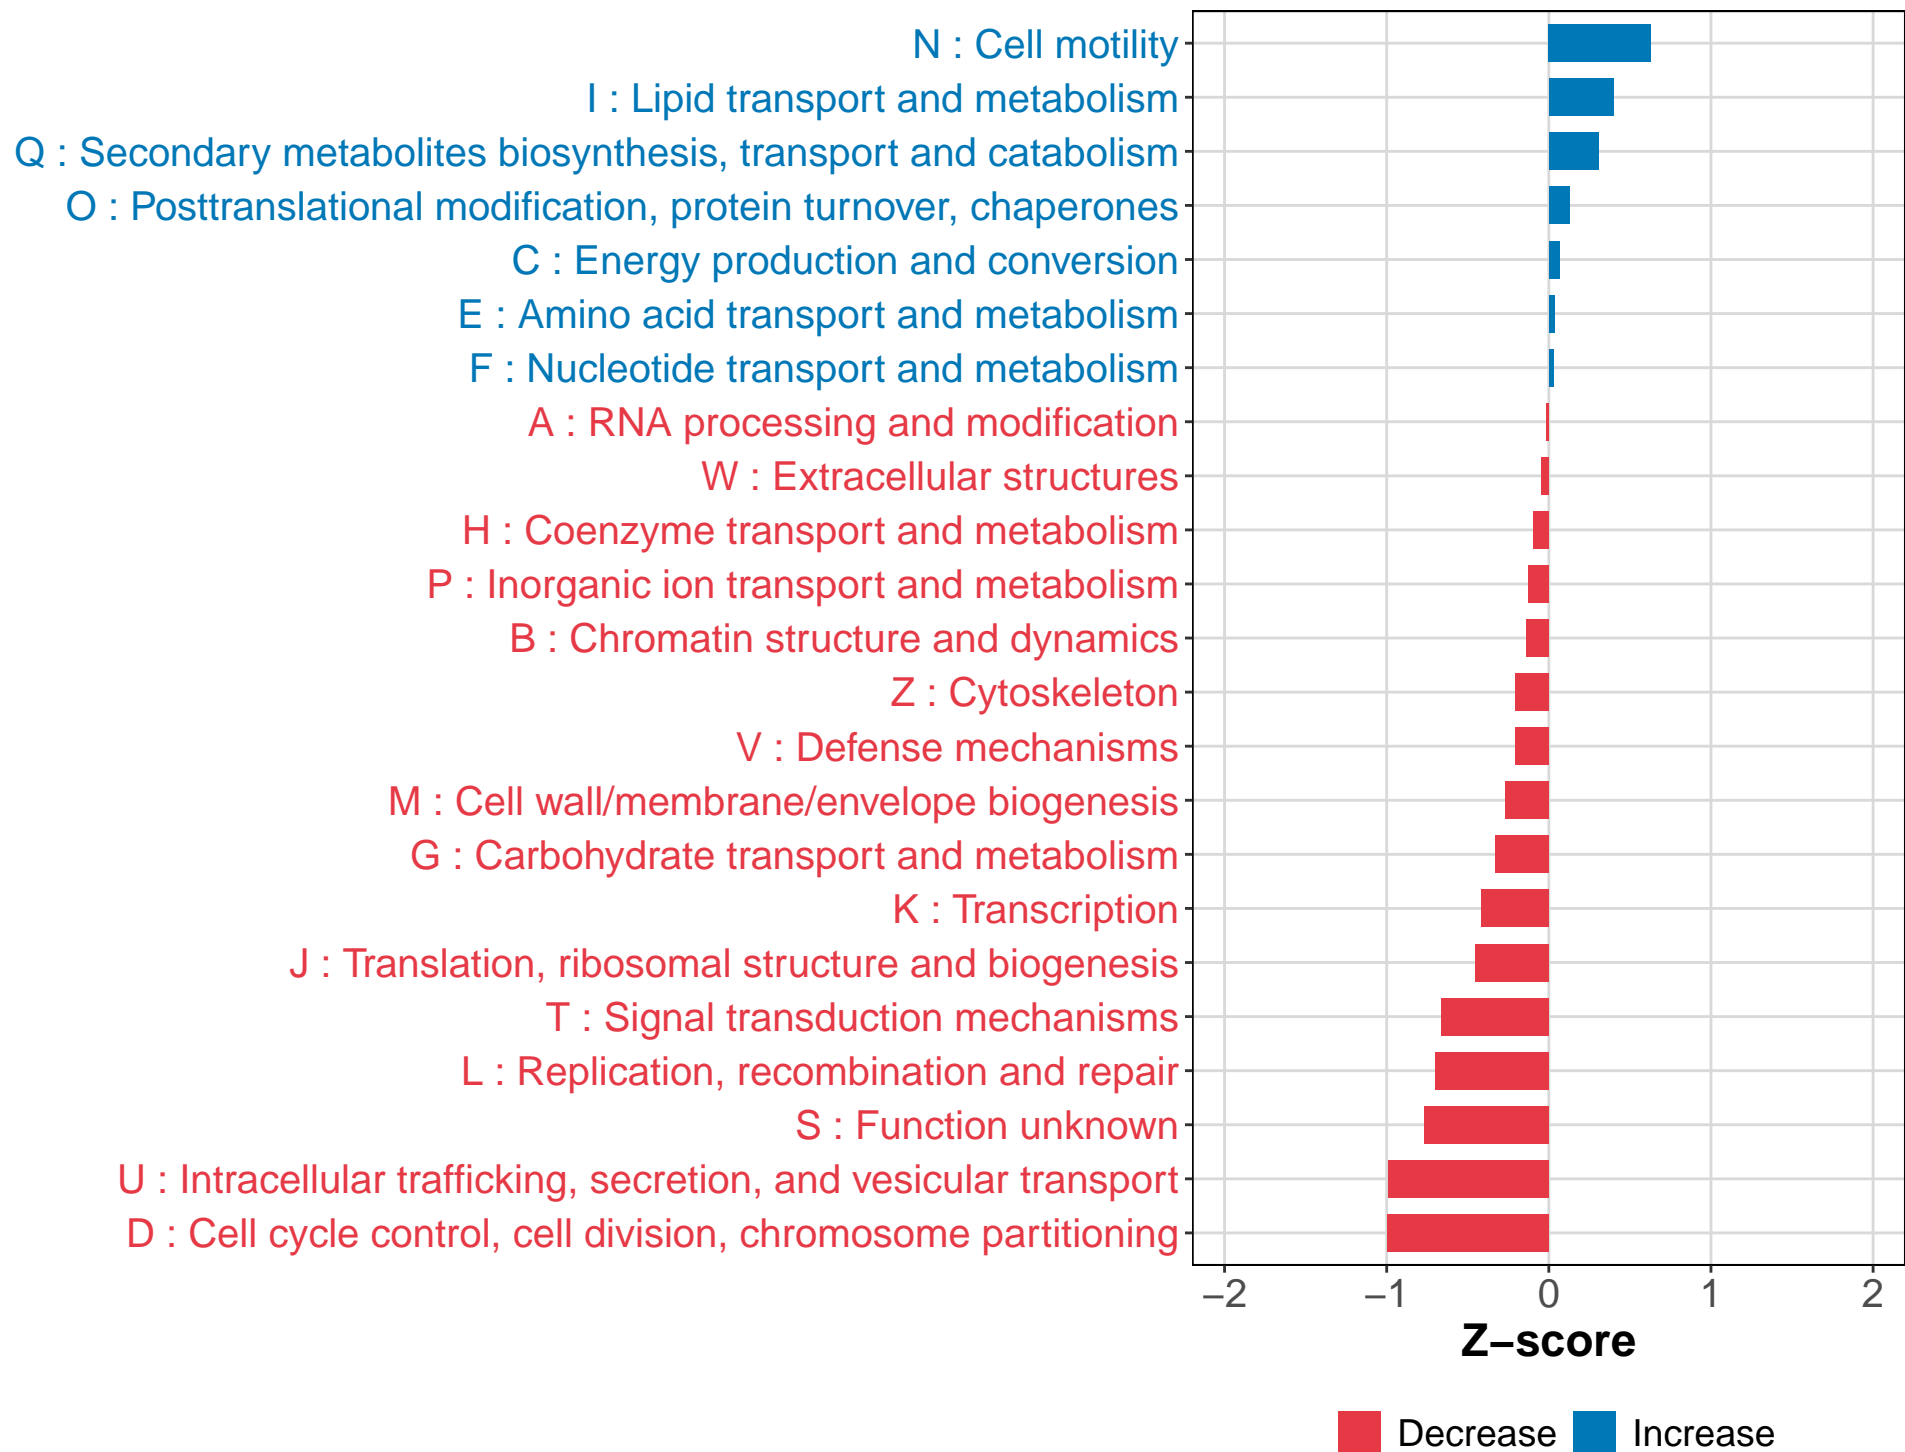 N : Cell motility
I : Lipid transport and metabolism
Q : Secondary metabolites biosynthesis, transport and catabolism
O : Posttranslational modification, protein turnover, chaperones
C : Energy production and conversion
E : Amino acid transport and metabolism
F : Nucleotide transport and metabolism
A : RNA processing and modification
W : Extracellular structures
H : Coenzyme transport and metabolism
P : Inorganic ion transport and metabolism
B : Chromatin structure and dynamics
Z : Cytoskeleton
V : Defense mechanisms
M : Cell wall/membrane/envelope biogenesis
G : Carbohydrate transport and metabolism
K : Transcription
J : Translation, ribosomal structure and biogenesis
T : Signal transduction mechanisms
L : Replication, recombination and repair
S : Function unknown
U : Intracellular trafficking, secretion, and vesicular transport
D : Cell cycle control, cell division, chromosome partitioning
−2 −1 0 1 2
Z−score
Decrease Increase